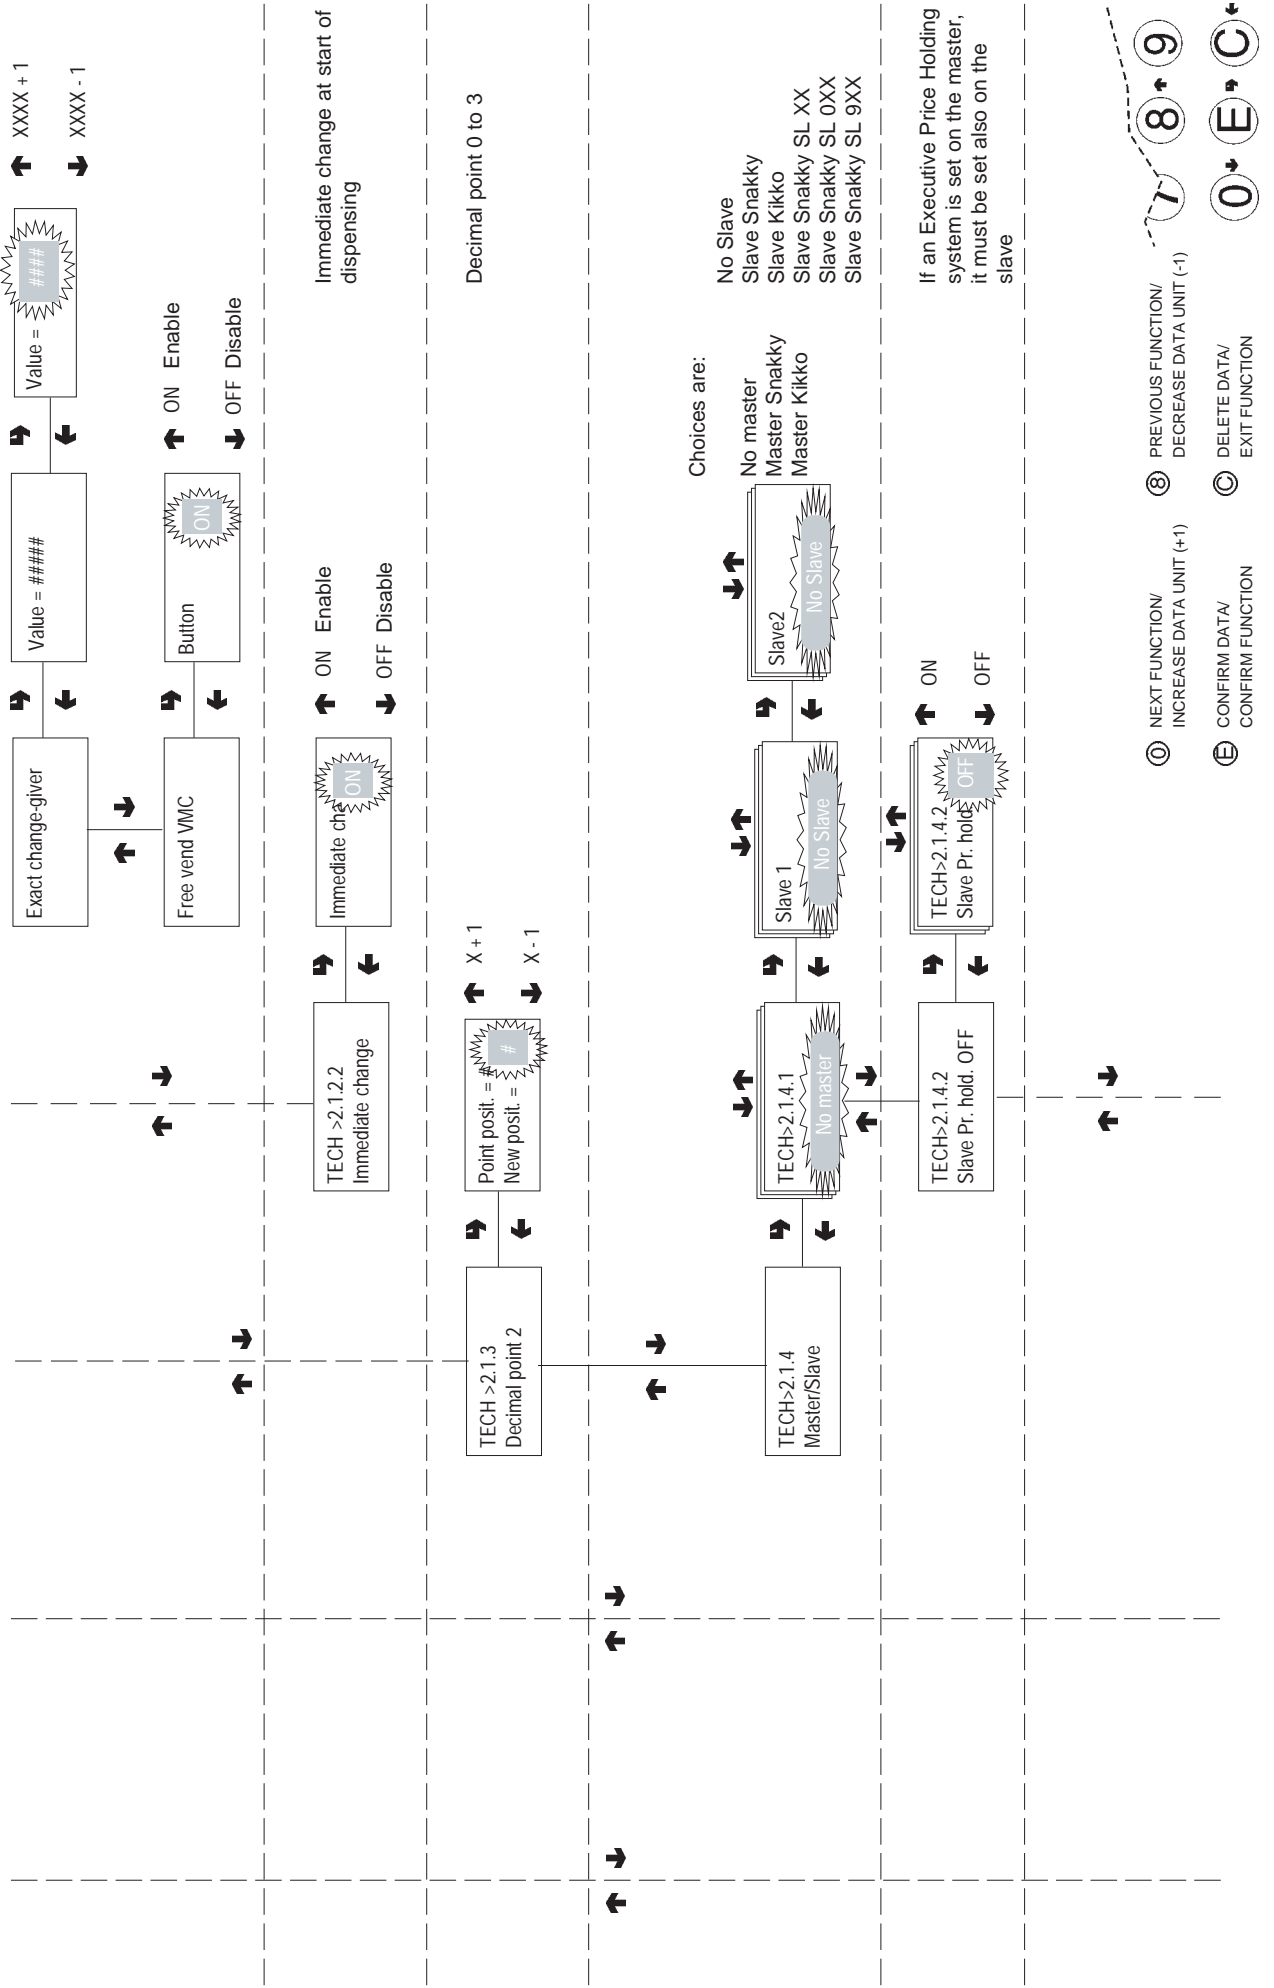 Exact change-giver
Value = #####
Value =
####
XXXX + 1
XXXX - 1
Free vend VMC
Button
ON
ON Enable
OFF Disable
TECH >2.1.2.2
Immediate change
Immediate cha
ON
ON Enable
OFF Disable
Immediate change at start of
dispensing
TECH >2.1.3
Decimal point 2
Point posit. = #
New posit. =
#
X + 1
X - 1
Decimal point 0 to 3
Choices are:
TECH>2.1.4
Master/Slave
TECH>2.1.4.1
No master
Slave 1
No Slave
Slave2
No Slave
No master
Master Snakky
Master Kikko
No Slave
Slave Snakky
Slave Kikko
Slave Snakky SL XX
Slave Snakky SL 0XX
Slave Snakky SL 9XX
TECH>2.1.4.2
Slave Pr. hold. OFF
TECH>2.1.4.2
Slave Pr. hold
OFF
ON
OFF
If an Executive Price Holding
system is set on the master,
it must be set also on the
slave
0 NEXT FUNCTION/
INCREASE DATA UNIT (+1)
8 PREVIOUS FUNCTION/
DECREASE DATA UNIT (-1)
E CONFIRM DATA/
CONFIRM FUNCTION
C DELETE DATA/
EXIT FUNCTION
7 8 9
0 E C